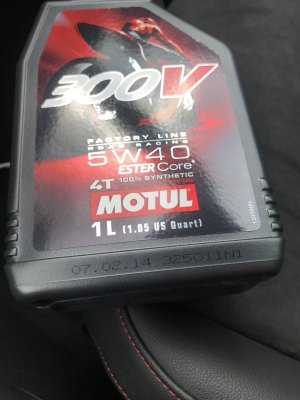 300V
FACTORY LINE
ROAD RACING
5W40
ESTER Core®
4T 100% SYNTHETIC
MOTUL
1L (1.05 US Quart)
07.02.14 325011N1